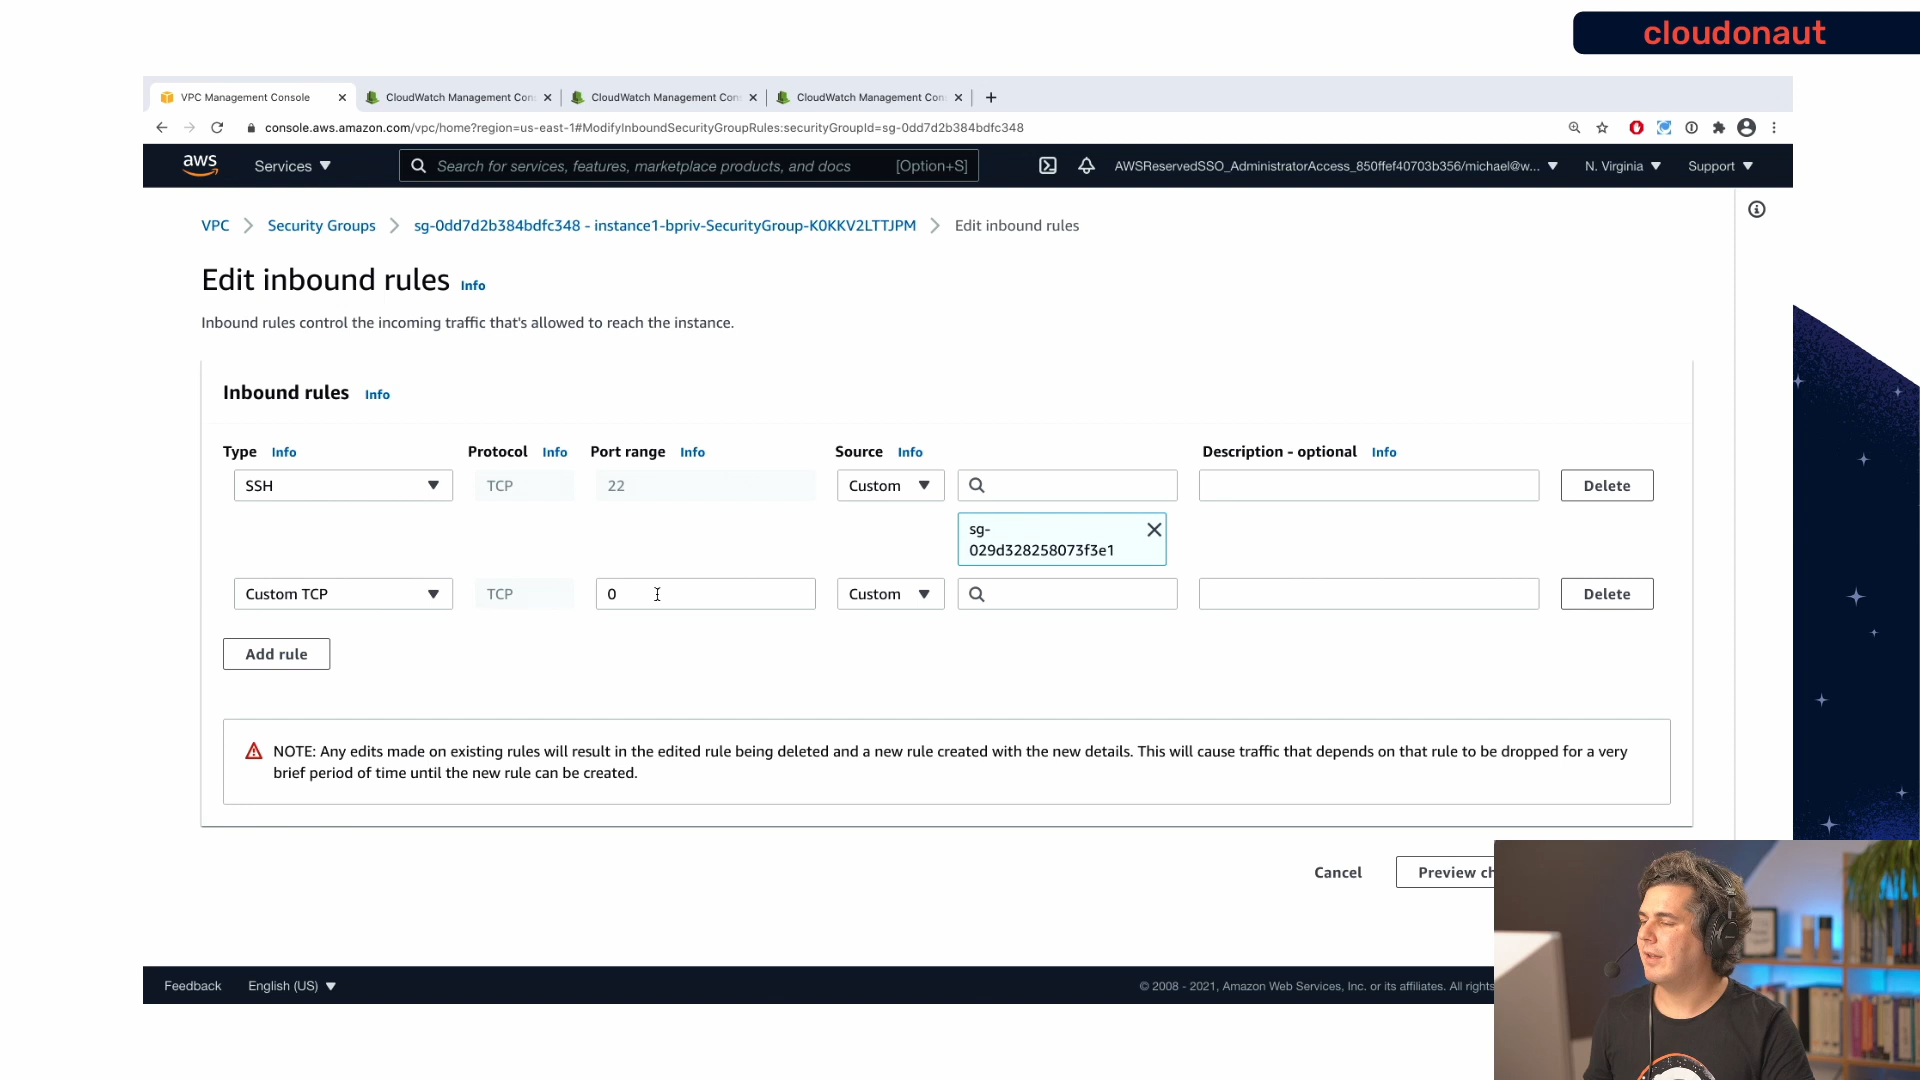 cloudonaut
VPC Management Console
CloudWatch Management Con
CloudWatch Management Con
CloudWatch Management Con
console.aws.amazon.com/vpc/home?region=us-east-1#ModifyInboundSecurityGroupRules:securityGroupId=sg-0dd7d2b384bdfc348
aws Services Search for services, features, marketplace products, and docs [Option+S] AWSReservedSSO_AdministratorAccess_850ffef40703b356/michael@w... N. Virginia Support
VPC Security Groups sg-0dd7d2b384bdfc348 - instance1-bpriv-SecurityGroup-K0KKV2LTTJPM Edit inbound rules
Edit inbound rules Info
Inbound rules control the incoming traffic that's allowed to reach the instance.
Inbound rules Info
Type Info Protocol Info Port range Info Source Info Description - optional Info
SSH TCP 22 Custom Delete
sg-
029d328258073f3e1
Custom TCP TCP 0 Custom Delete
Add rule
NOTE: Any edits made on existing rules will result in the edited rule being deleted and a new rule created with the new details. This will cause traffic that depends on that rule to be dropped for a very
brief period of time until the new rule can be created.
Cancel Preview ch
Feedback English (US) © 2008 - 2021, Amazon Web Services, Inc. or its affiliates. All rights